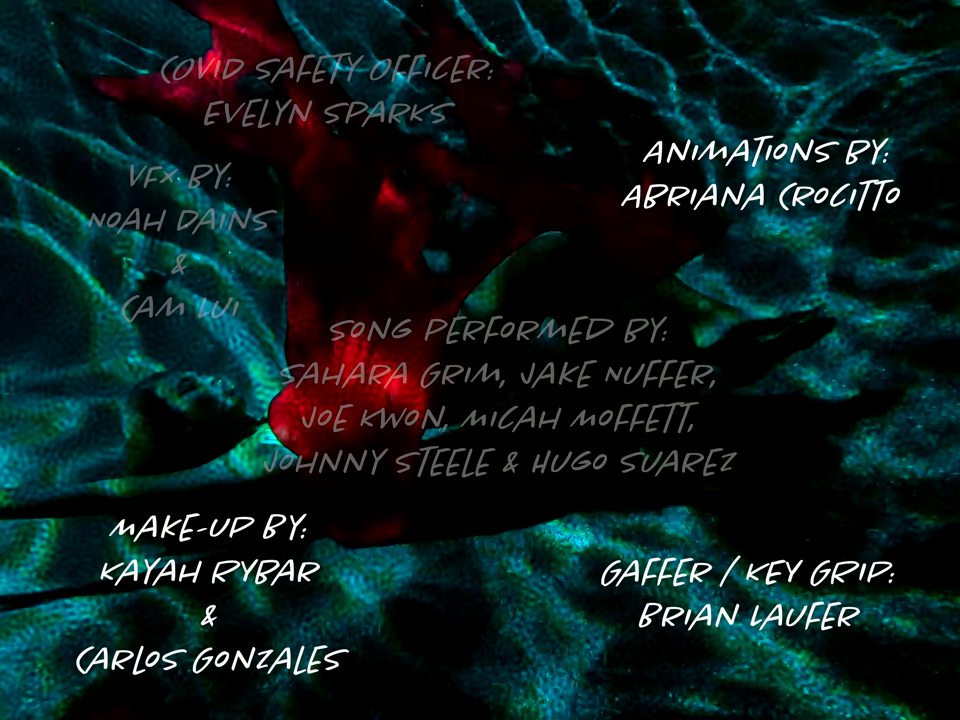 COVID SAFETY OFFICER:
EVELYN SPARKS
ANIMATIONS BY:
ABRIANA CROCITTO
VFX BY:
NOAH DAINS
&
CAM LUI
SONG PERFORMED BY:
SAHARA GRIM, JAKE NUFFER,
JOE KWON, MICAH MOFFETT,
JOHNNY STEELE & HUGO SUAREZ
MAKE-UP BY:
KAYAH RYBAR
&
CARLOS GONZALES
GAFFER / KEY GRIP:
BRIAN LAUFER